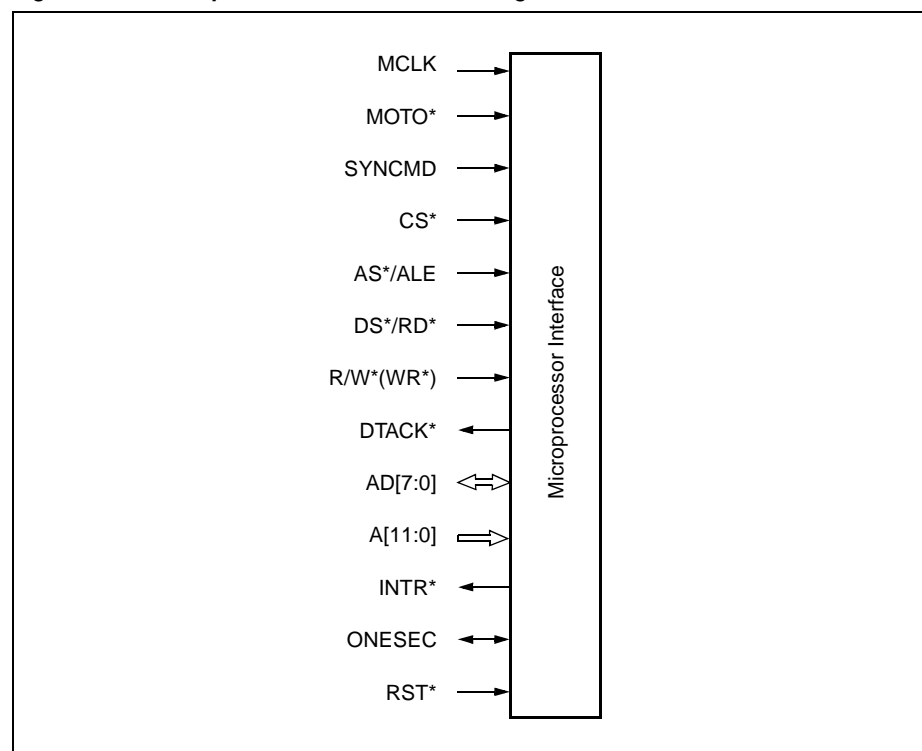 MCLK
MOTO*
SYNCMD
CS*
AS*/ALE
DS*/RD*
R/W*(WR*)
DTACK*
AD[7:0]
A[11:0]
INTR*
ONESEC
RST*
Microprocessor Interface